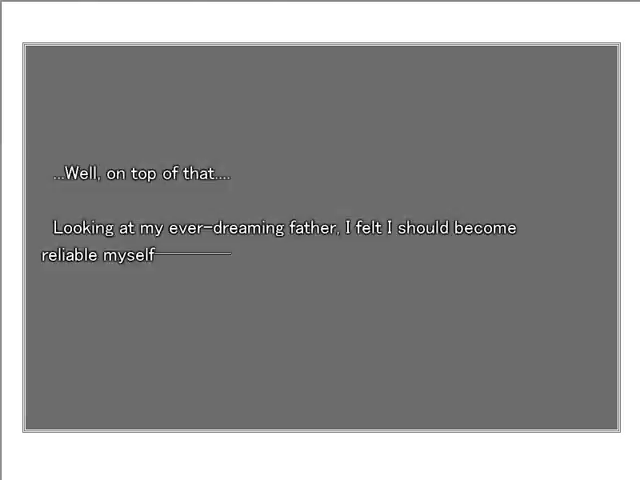 ...Well, on top of that....
Looking at my ever-dreaming father, I felt I should become
reliable myself―――――